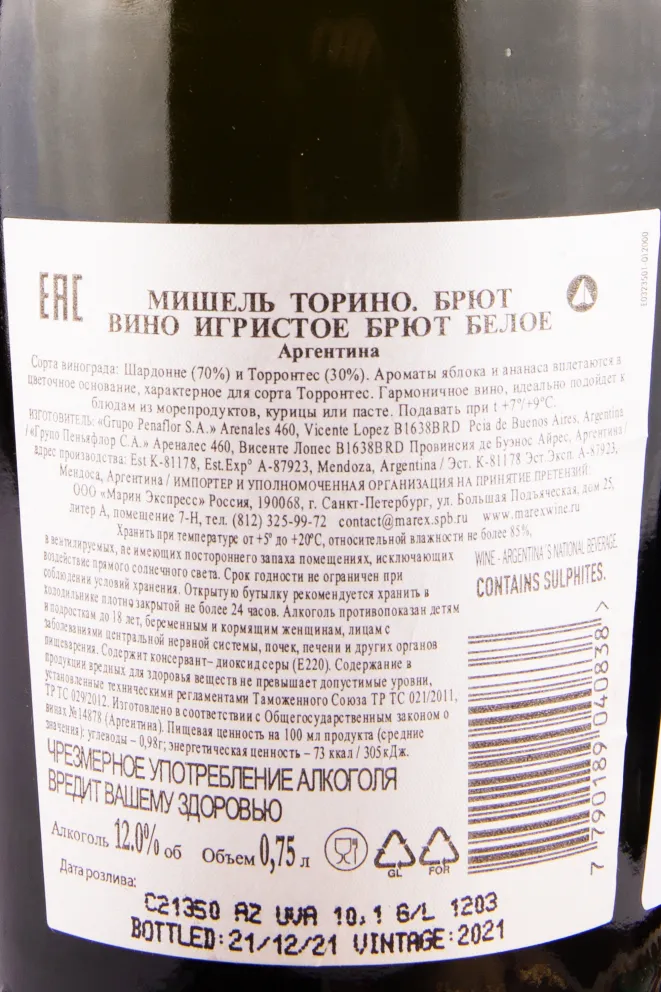 EAC
МИШЕЛЬ ТОРИНО. БРЮТ
ВИНО ИГРИСТОЕ БРЮТ БЕЛОЕ
Аргентина
Сорта винограда: Шардонне (70%) и Торронтес (30%). Ароматы яблока и ананаса вплетаются в
цветочное основание, характерное для сорта Торронтес. Гармоничное вино, идеально подойдет к
блюдам из морепродуктов, курицы или пасте. Подавать при t +7°/+9°C.
ИЗГОТОВИТЕЛЬ: «Grupo Penaflor S.A.» Arenales 460, Vicente Lopez B1638BRD Pcia de Buenos Aires, Argentina
/«Групо Пеньяфлор С.А.» Ареналес 460, Висенте Лопес B1638BRD Провинсия де Буэнос Айрес, Аргентина/
адрес производства: Est K-81178, Est.Exp° A-87923, Mendoza, Argentina / Эст. К-81178 Эст.Эксп. А-87923,
Мендоса, Аргентина / ИМПОРТЕР И УПОЛНОМОЧЕННАЯ ОРГАНИЗАЦИЯ НА ПРИНЯТИЕ ПРЕТЕНЗИЙ:
ООО «Марин Экспресс» Россия, 190068, г. Санкт-Петербург, ул. Большая Подъяческая, дом 25,
литер А, помещение 7-Н, тел. (812) 325-99-72 contact@marex.spb.ru www.marexwine.ru
Хранить при температуре от +5° до +20°C, относительной влажности не более 85%,
в вентилируемых, не имеющих постороннего запаха помещениях, исключающих
воздействие прямого солнечного света. Срок годности не ограничен при
соблюдении условий хранения. Открытую бутылку рекомендуется хранить в
холодильнике плотно закрытой не более 24 часов. Алкоголь противопоказан детям
и подросткам до 18 лет, беременным и кормящим женщинам, лицам с
заболеваниями центральной нервной системы, почек, печени и других органов
пищеварения. Содержит консервант– диоксид серы (Е220). Содержание в
продукции вредных для здоровья веществ не превышает допустимые уровни,
установленные техническими регламентами Таможенного Союза ТР ТС 021/2011,
ТР ТС 029/2012. Изготовлено в соответствии с Общегосударственным законом о
винах №14878 (Аргентина). Пищевая ценность на 100 мл продукта (средние
значения): углеводы – 0,98г; энергетическая ценность – 73 ккал / 305 кДж.
WINE - ARGENTINA´S NATIONAL BEVERAGE.
CONTAINS SULPHITES.
7 790189 040838 >
ЧРЕЗМЕРНОЕ УПОТРЕБЛЕНИЕ АЛКОГОЛЯ
ВРЕДИТ ВАШЕМУ ЗДОРОВЬЮ
Алкоголь 12.0% об Объем 0,75 л
GL
FOR
Дата розлива:
C21350 AZ UVA 10,1 G/L 1203
BOTTLED:21/12/21 VINTAGE:2021